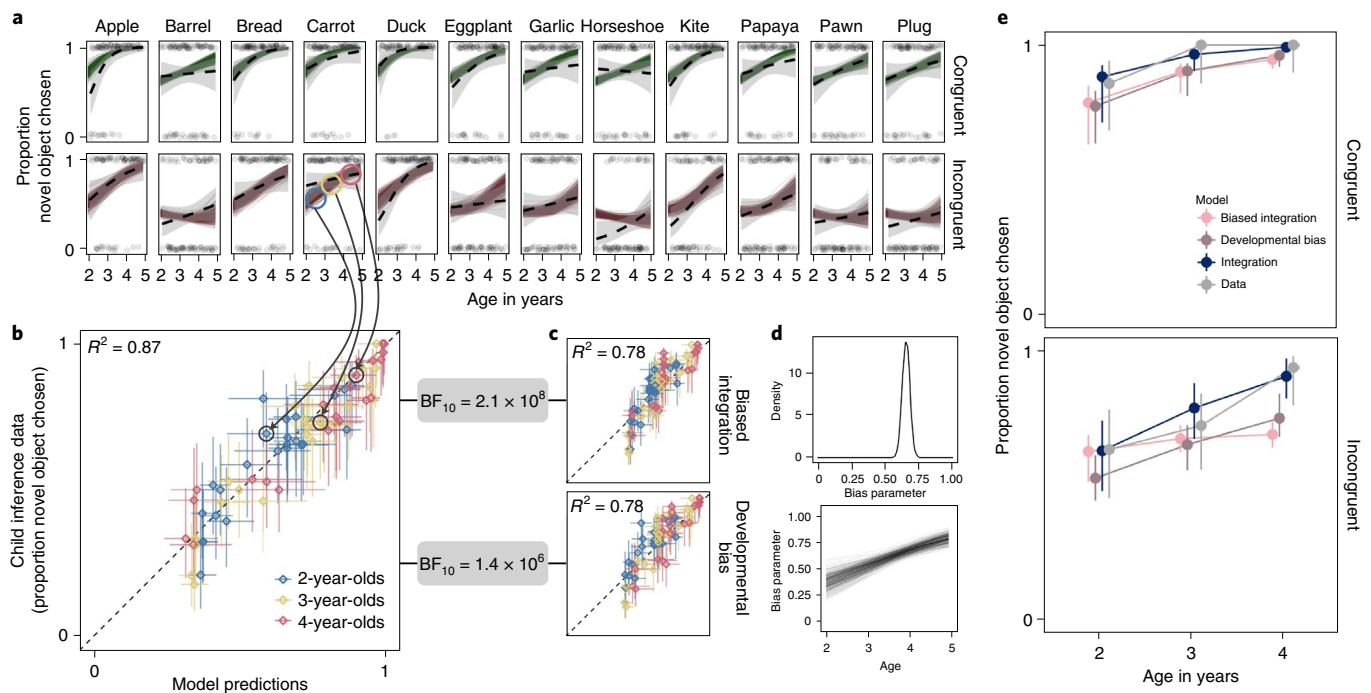 a
Apple Barrel Bread Carrot Duck Eggplant Garlic Horseshoe Kite Papaya Pawn Plug
1
0
Congruent
1
0
Incongruent
Proportion
novel object chosen
2 3 4 5 2 3 4 5 2 3 4 5 2 3 4 5 2 3 4 5 2 3 4 5 2 3 4 5 2 3 4 5 2 3 4 5 2 3 4 5 2 3 4 5 2 3 4 5
Age in years
b
R² = 0.87
1
0
Child inference data
(proportion novel object chosen)
2-year-olds
3-year-olds
4-year-olds
0 1
Model predictions
BF₁₀ = 2.1 × 10⁸
BF₁₀ = 1.4 × 10⁶
c
R² = 0.78
Biased
integration
R² = 0.78
Developmental
bias
d
Density
10
5
0
0 0.25 0.50 0.75 1.00
Bias parameter
Bias parameter
1.00
0.75
0.50
0.25
0
2 3 4 5
Age
e
Proportion novel object chosen
1
0
Congruent
Model
Biased integration
Developmental bias
Integration
Data
1
0
Incongruent
2 3 4
Age in years